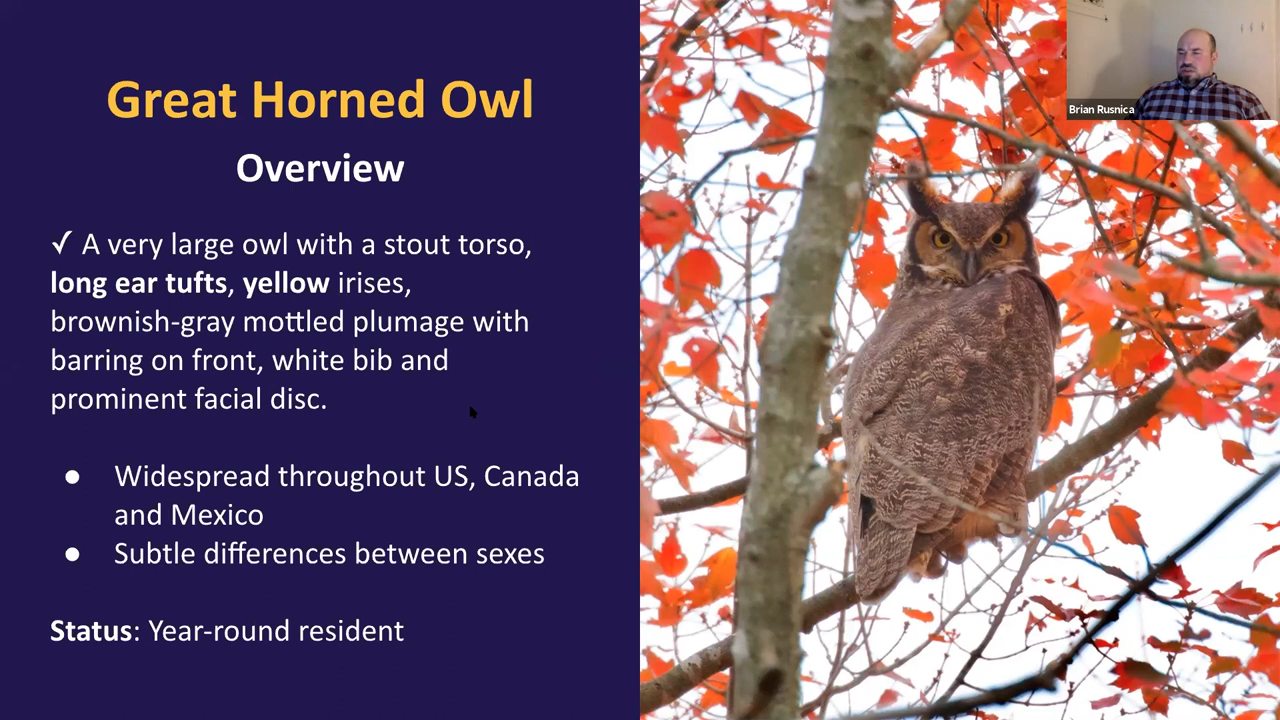 Great Horned Owl
Overview
✓ A very large owl with a stout torso,
long ear tufts, yellow irises,
brownish-gray mottled plumage with
barring on front, white bib and
prominent facial disc.
● Widespread throughout US, Canada
and Mexico
● Subtle differences between sexes
Status: Year-round resident
Brian Rusnica